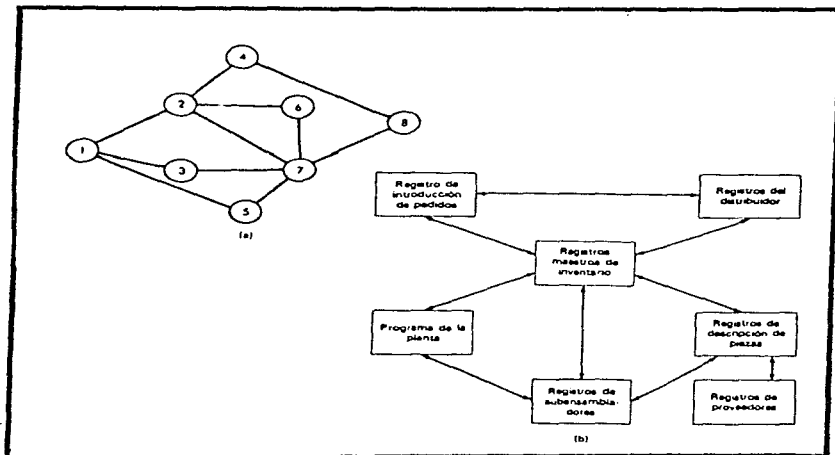 4
2
6
8
1
3
7
5
(a)
Registro de
introducción
de pedidos
Registros del
distribuidor
Registros
maestros de
inventario
Programa de la
planta
Registros de
descripción de
piezas
Registros de
subensambla-
dores
Registros de
proveedores
(b)